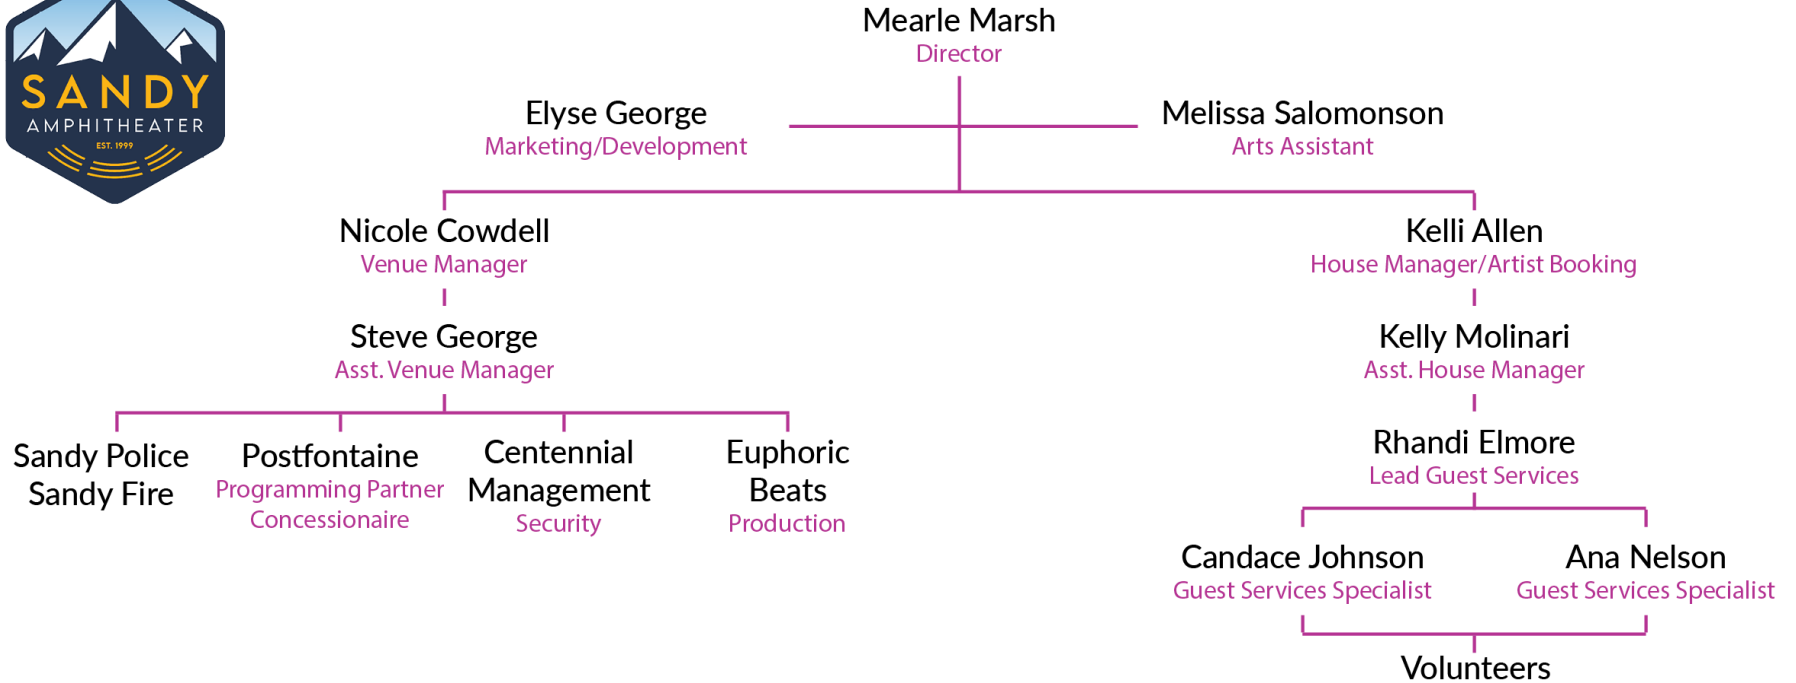 SANDY
AMPHITHEATER
EST. 1999
Mearle Marsh
Director
Elyse George
Marketing/Development
Melissa Salomonson
Arts Assistant
Nicole Cowdell
Venue Manager
Kelli Allen
House Manager/Artist Booking
Steve George
Asst. Venue Manager
Kelly Molinari
Asst. House Manager
Sandy Police
Sandy Fire
Postfontaine
Programming Partner
Concessionaire
Centennial
Management
Security
Euphoric
Beats
Production
Rhandi Elmore
Lead Guest Services
Candace Johnson
Guest Services Specialist
Ana Nelson
Guest Services Specialist
Volunteers